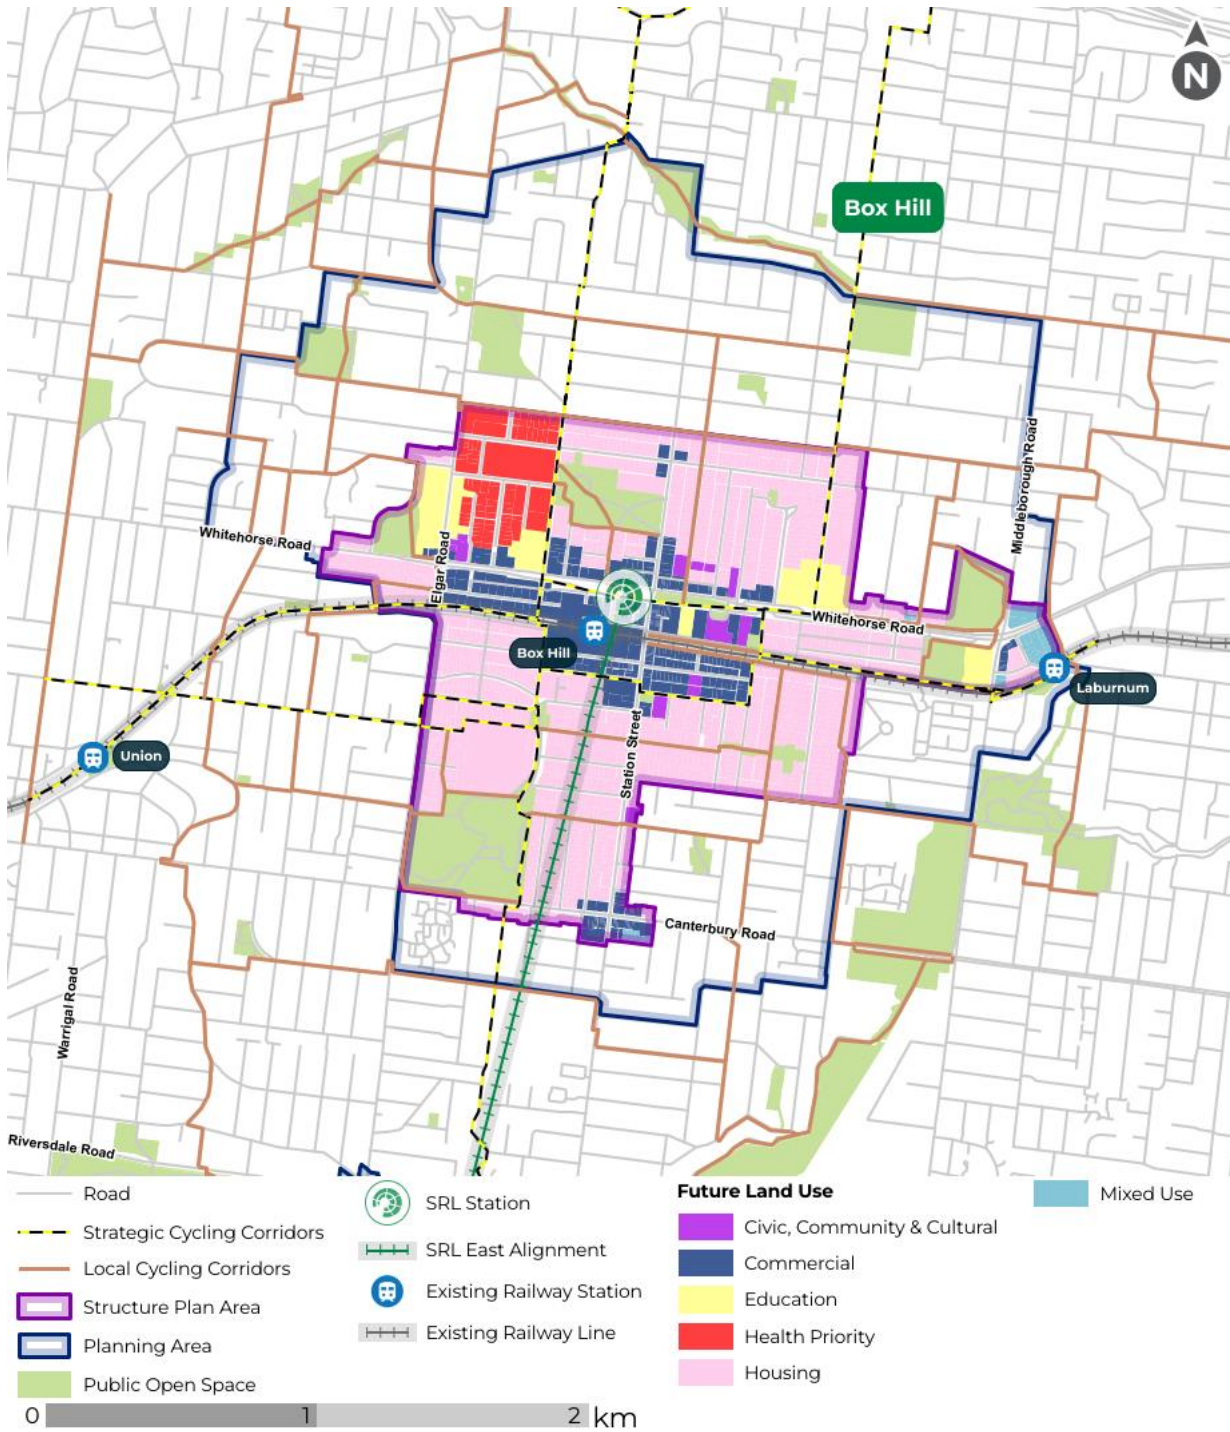 N
Box Hill
Middleborough Road
Whitehorse Road
Elgar Road
Whitehorse Road
Box Hill
Laburnum
Station Street
Union
Canterbury Road
Warrigal Road
Riversdale Road
Road
Strategic Cycling Corridors
Local Cycling Corridors
Structure Plan Area
Planning Area
Public Open Space
SRL Station
SRL East Alignment
Existing Railway Station
Existing Railway Line
Future Land Use
Civic, Community & Cultural
Commercial
Education
Health Priority
Housing
Mixed Use
0 1 2 km